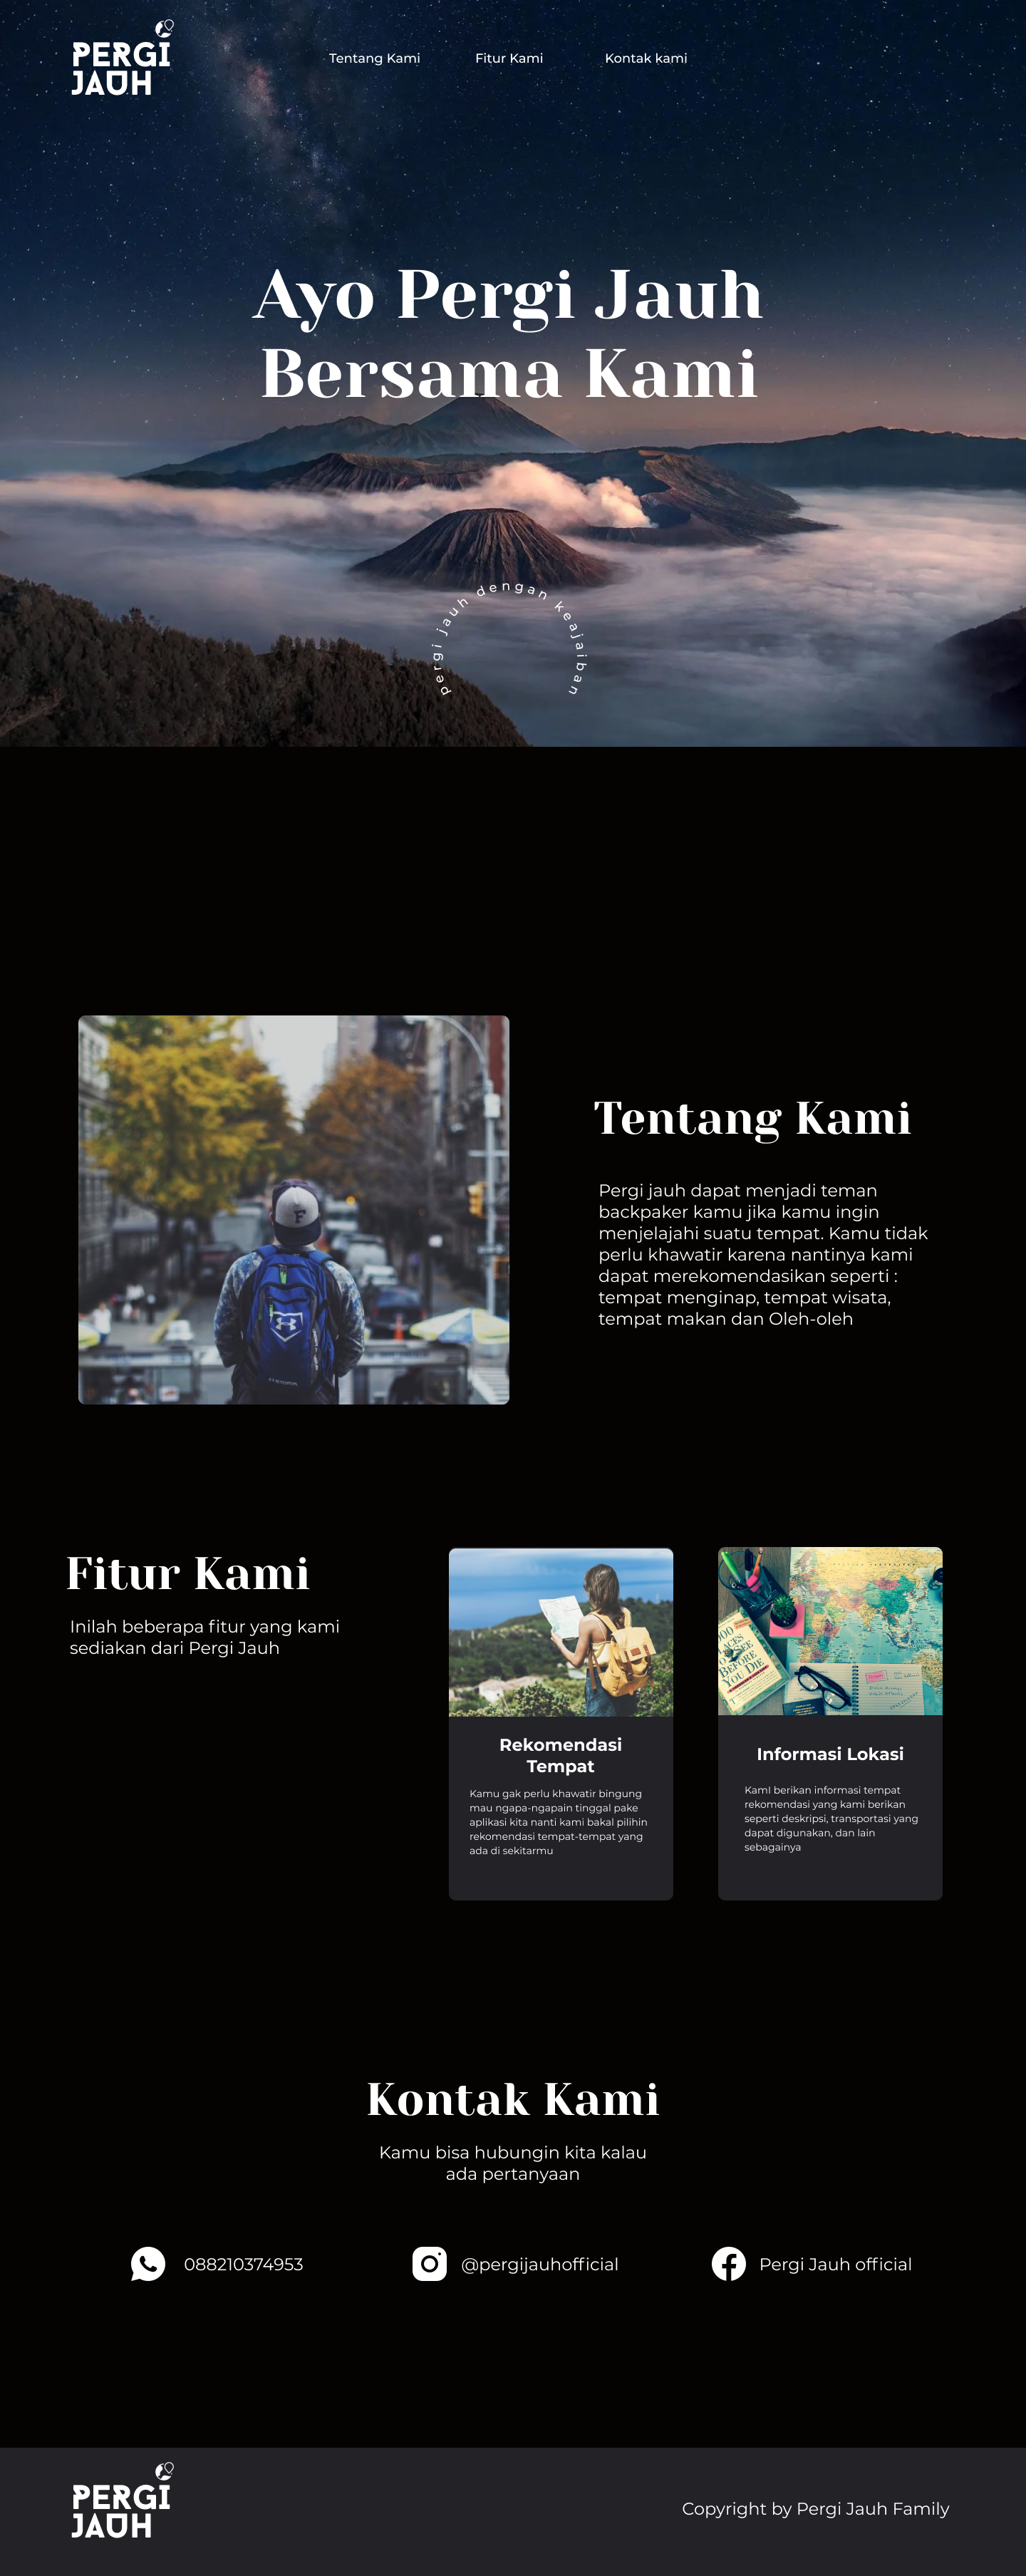 PERGI
JAUH
Tentang Kami
Fitur Kami
Kontak kami
Ayo Pergi Jauh
Bersama Kami
pergi jauh dengan keajaiban
F
Tentang Kami
Pergi jauh dapat menjadi teman
backpaker kamu jika kamu ingin
menjelajahi suatu tempat. Kamu tidak
perlu khawatir karena nantinya kami
dapat merekomendasikan seperti :
tempat menginap, tempat wisata,
tempat makan dan Oleh-oleh
Fitur Kami
Inilah beberapa fitur yang kami
sediakan dari Pergi Jauh
Rekomendasi
Tempat
Kamu gak perlu khawatir bingung
mau ngapa-ngapain tinggal pake
aplikasi kita nanti kami bakal pilihin
rekomendasi tempat-tempat yang
ada di sekitarmu
BEFORE
YOU DIE
Informasi Lokasi
KamI berikan informasi tempat
rekomendasi yang kami berikan
seperti deskripsi, transportasi yang
dapat digunakan, dan lain
sebagainya
Kontak Kami
Kamu bisa hubungin kita kalau
ada pertanyaan
088210374953
@pergijauhofficial
Pergi Jauh official
PERGI
JAUH
Copyright by Pergi Jauh Family